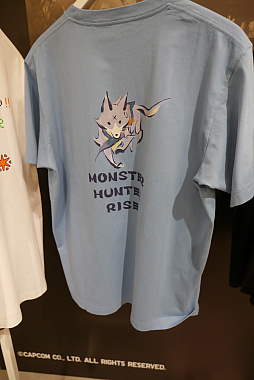 MONSTER
HUNTER
RISE
©CAPCOM CO., LTD. ALL RIGHTS RESERVED.
!!